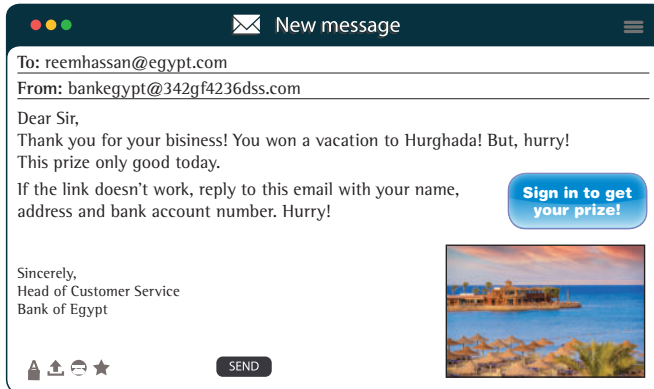 New message
To: reemhassan@egypt.com
From: bankegypt@342gf4236dss.com
Dear Sir,
Thank you for your bisiness! You won a vacation to Hurghada! But, hurry!
This prize only good today.
If the link doesn't work, reply to this email with your name,
address and bank account number. Hurry!
Sign in to get
your prize!
Sincerely,
Head of Customer Service
Bank of Egypt
SEND